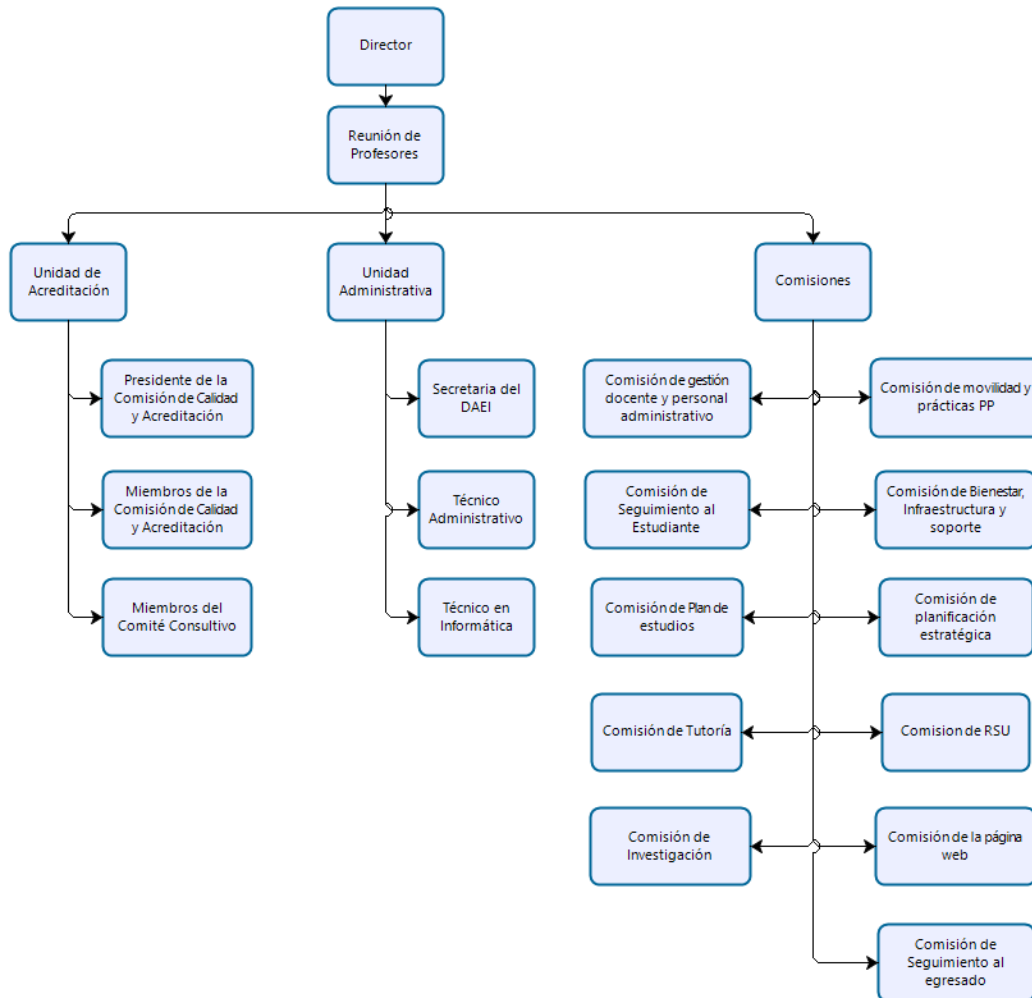 Director
Reunión de
Profesores
Unidad de
Acreditación
Unidad
Administrativa
Comisiones
Presidente de la
Comisión de Calidad
y Acreditación
Miembros de la
Comisión de Calidad
y Acreditación
Miembros del
Comité Consultivo
Secretaria del
DAEI
Técnico
Administrativo
Técnico en
Informática
Comisión de gestión
docente y personal
administrativo
Comisión de movilidad y
prácticas PP
Comisión de
Seguimiento al
Estudiante
Comisión de Bienestar,
Infraestructura y
soporte
Comisión de Plan de
estudios
Comisión de
planificación
estratégica
Comisión de Tutoría
Comision de RSU
Comisión de
Investigación
Comisión de la página
web
Comisión de
Seguimiento al
egresado